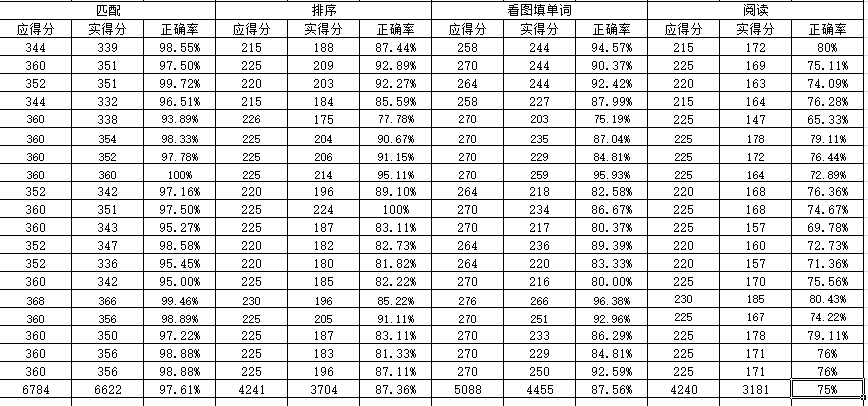 匹配 排序 看图填单词 阅读
应得分 实得分 正确率 应得分 实得分 正确率 应得分 实得分 正确率 应得分 实得分 正确率
344 339 98.55% 215 188 87.44% 258 244 94.57% 215 172 80%
360 351 97.50% 225 209 92.89% 270 244 90.37% 225 169 75.11%
352 351 99.72% 220 203 92.27% 264 244 92.42% 220 163 74.09%
344 332 96.51% 215 184 85.59% 258 227 87.99% 215 164 76.28%
360 338 93.89% 226 175 77.78% 270 203 75.19% 225 147 65.33%
360 354 98.33% 225 204 90.67% 270 235 87.04% 225 178 79.11%
360 352 97.78% 225 206 91.15% 270 229 84.81% 225 172 76.44%
360 360 100% 225 214 95.11% 270 259 95.93% 225 164 72.89%
352 342 97.16% 220 196 89.10% 264 218 82.58% 220 168 76.36%
360 351 97.50% 225 224 100% 270 234 86.67% 225 168 74.67%
360 343 95.27% 225 187 83.11% 270 217 80.37% 225 157 69.78%
352 347 98.58% 220 182 82.73% 264 236 89.39% 220 160 72.73%
352 336 95.45% 220 180 81.82% 264 220 83.33% 220 157 71.36%
360 342 95.00% 225 185 82.22% 270 216 80.00% 225 170 75.56%
368 366 99.46% 230 196 85.22% 276 266 96.38% 230 185 80.43%
360 356 98.89% 225 205 91.11% 270 251 92.96% 225 167 74.22%
360 350 97.22% 225 187 83.11% 270 233 86.29% 225 178 79.11%
360 356 98.88% 225 183 81.33% 270 229 84.81% 225 171 76%
360 356 98.88% 225 196 87.11% 270 250 92.59% 225 171 76%
6784 6622 97.61% 4241 3704 87.36% 5088 4455 87.56% 4240 3181 75%